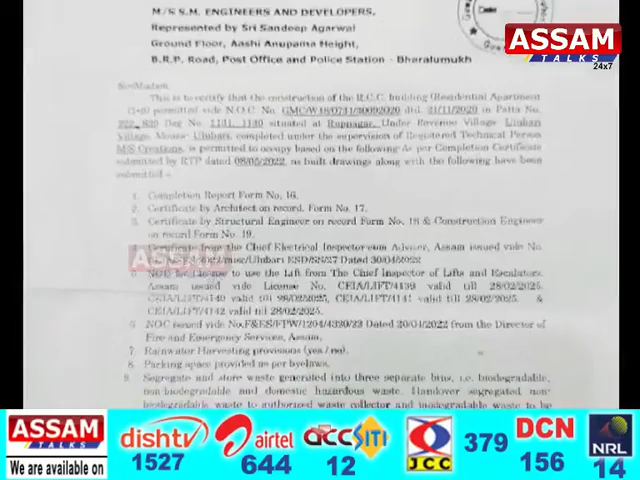 M/S S.M. ENGINEERS AND DEVELOPERS,
Represented by Sri Sandeep Agarwal
Ground Floor, Aashi Anupama Height,
B.R.P. Road, Post Office and Police Station - Bharalumukh
ASSAM
TALKS
24x7
Sir/Madam,
This is to certify that the construction of the R.C.C. building (Residential Apartment
permitted vide N.O.C. No. dtd. 21/11/2020 in Patta No.
Dag No. situated at Rupnagar, Under Revenue Village Ulubari
Village, Mouza- Ulubari, completed under the supervision of Registered Technical Person
M/S Creations, is permitted to occupy based on the following As per Completion Certificate
submitted by RTP dated 08/05/2022, as built drawings along with the following have been
submitted –
1. Completion Report Form No. 16.
2. Certificate by Architect on record. Form No. 17.
3. Certificate by Structural Engineer on record Form No. 18 & Construction Engineer
on record Form No. 19.
ASSAM
Certificate from the Chief Electrical Inspector cum Adviser, Assam issued vide No.
Dated 30/04/2022
NOC for License to use the Lift from The Chief Inspector of Lifts and Escalators,
Assam issued vide License No. CEIA/LIFT/4139 valid till 28/02/2025,
CEIA/LIFT/4140 valid till 28/02/2025, CEIA/LIFT/4141 valid till 28/02/2025. &
CEIA/LIFT/4142 valid till 28/02/2025.
6. NOC issued vide Dated 20/04/2022 from the Director of
Fire and Emergency Services, Assam,
7. Rainwater Harvesting provisions (yes / no).
8. Parking space provided as per byelaws.
9. Segregate and store waste generated into three separate bins, i.e. biodegradable,
non-biodegradable and domestic hazardous waste. Handover segregated non-
biodegradable waste to authorized waste collector and biodegradable waste to be
ASSAM
TALKS
We are available on
dishtv
1527
airtel
644
acc SITI
12
JCC
379
DCN
156
NRL
14